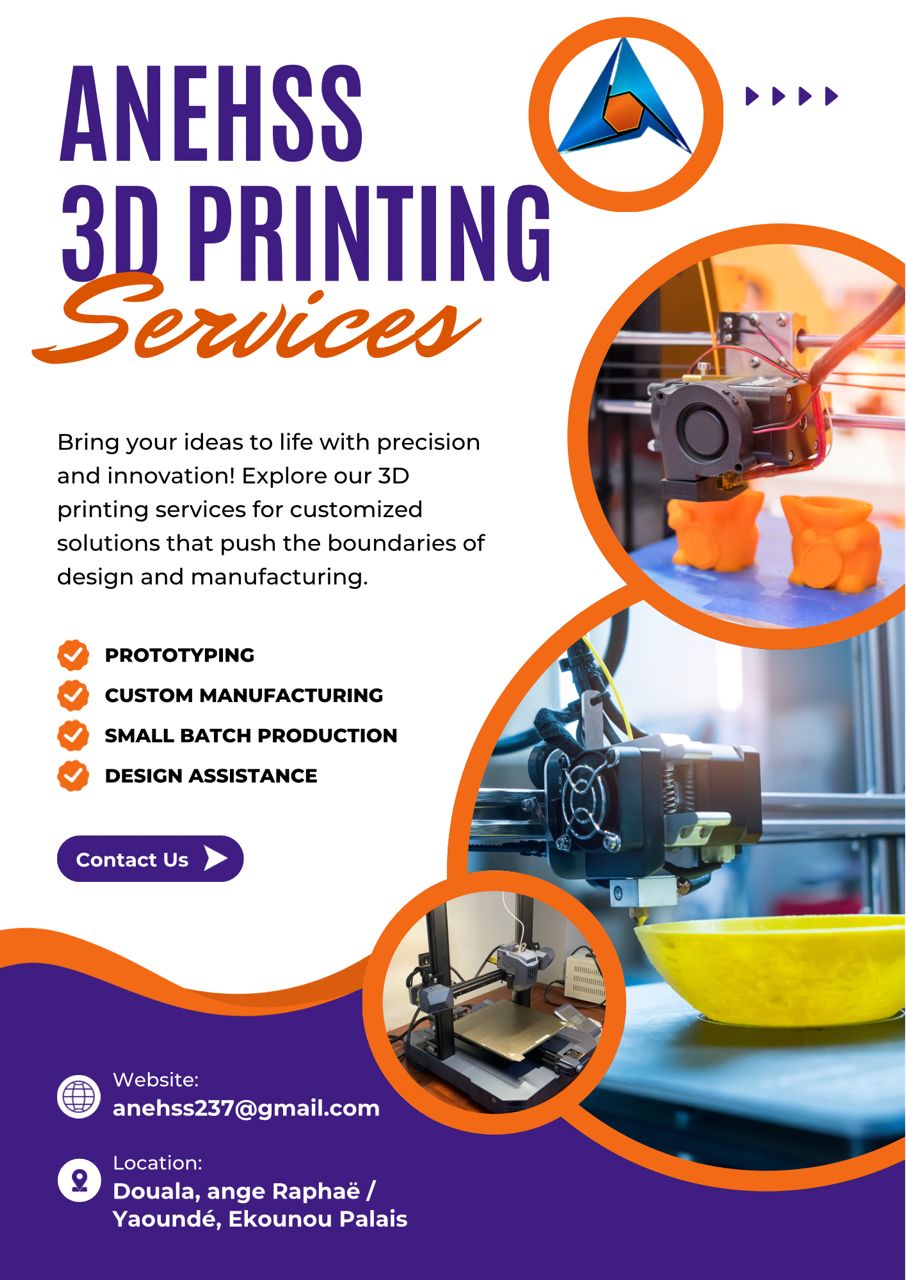 ANEHSS
3D PRINTING
Services
Bring your ideas to life with precision
and innovation! Explore our 3D
printing services for customized
solutions that push the boundaries of
design and manufacturing.
PROTOTYPING
CUSTOM MANUFACTURING
SMALL BATCH PRODUCTION
DESIGN ASSISTANCE
Contact Us
Website:
anehss237@gmail.com
Location:
Douala, ange Raphaë /
Yaoundé, Ekounou Palais